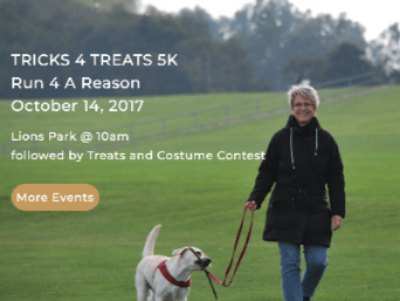 TRICKS 4 TREATS 5K
Run 4 A Reason
October 14, 2017
Lions Park @ 10am
followed by Treats and Costume Contest
More Events